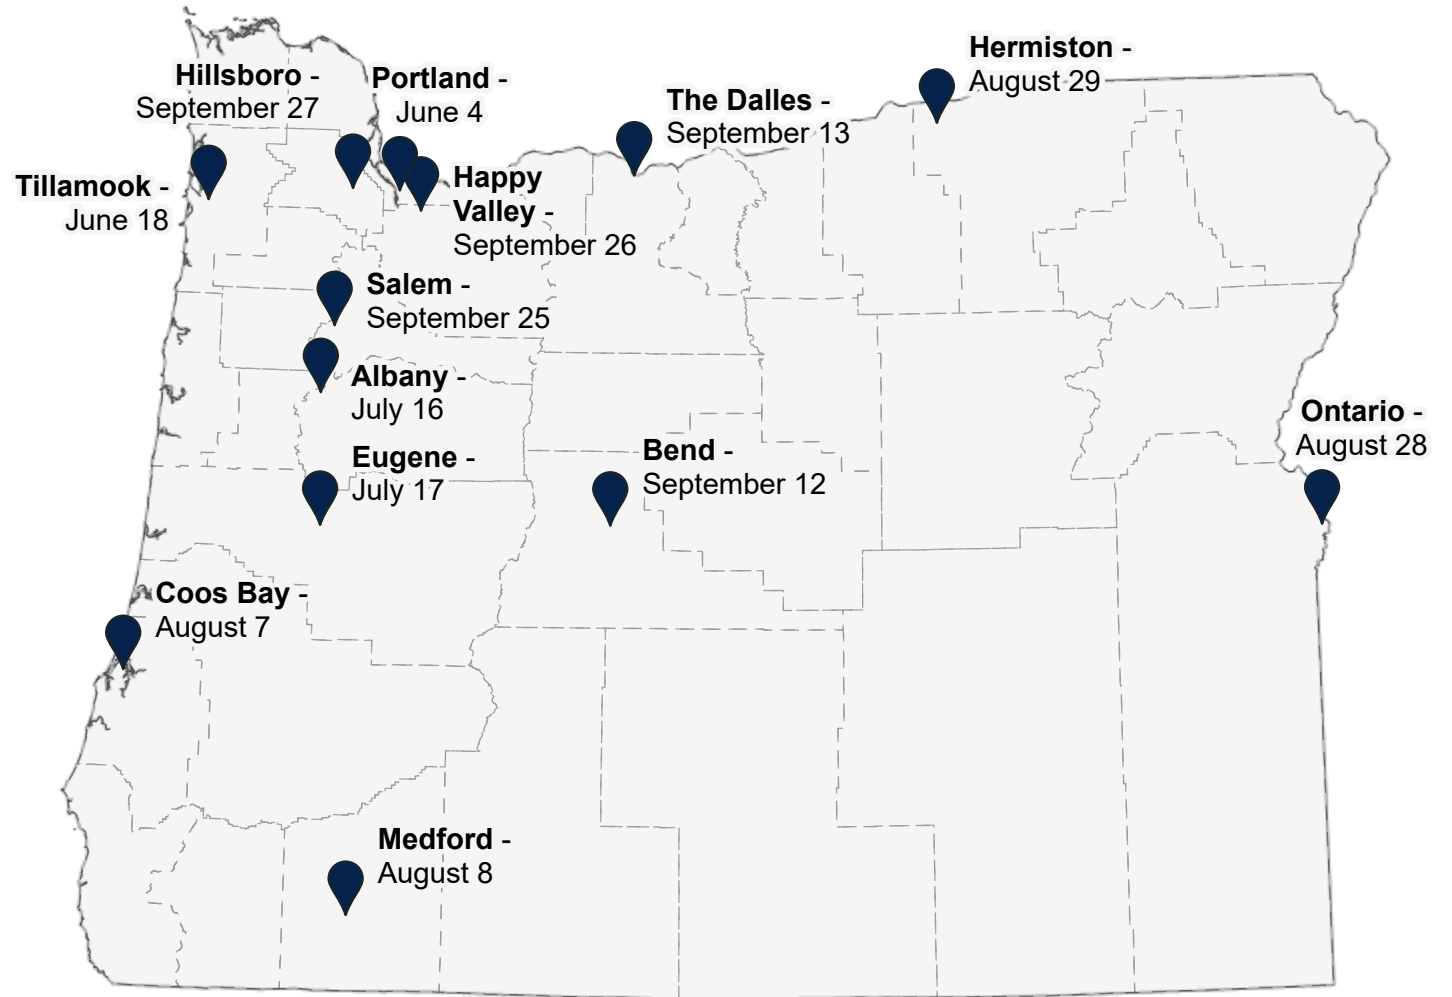 Hermiston -
August 29
Hillsboro -
September 27
Portland -
June 4
The Dalles -
September 13
Tillamook -
June 18
Happy
Valley -
September 26
Salem -
September 25
Albany -
July 16
Ontario -
August 28
Eugene -
July 17
Bend -
September 12
Coos Bay -
August 7
Medford -
August 8